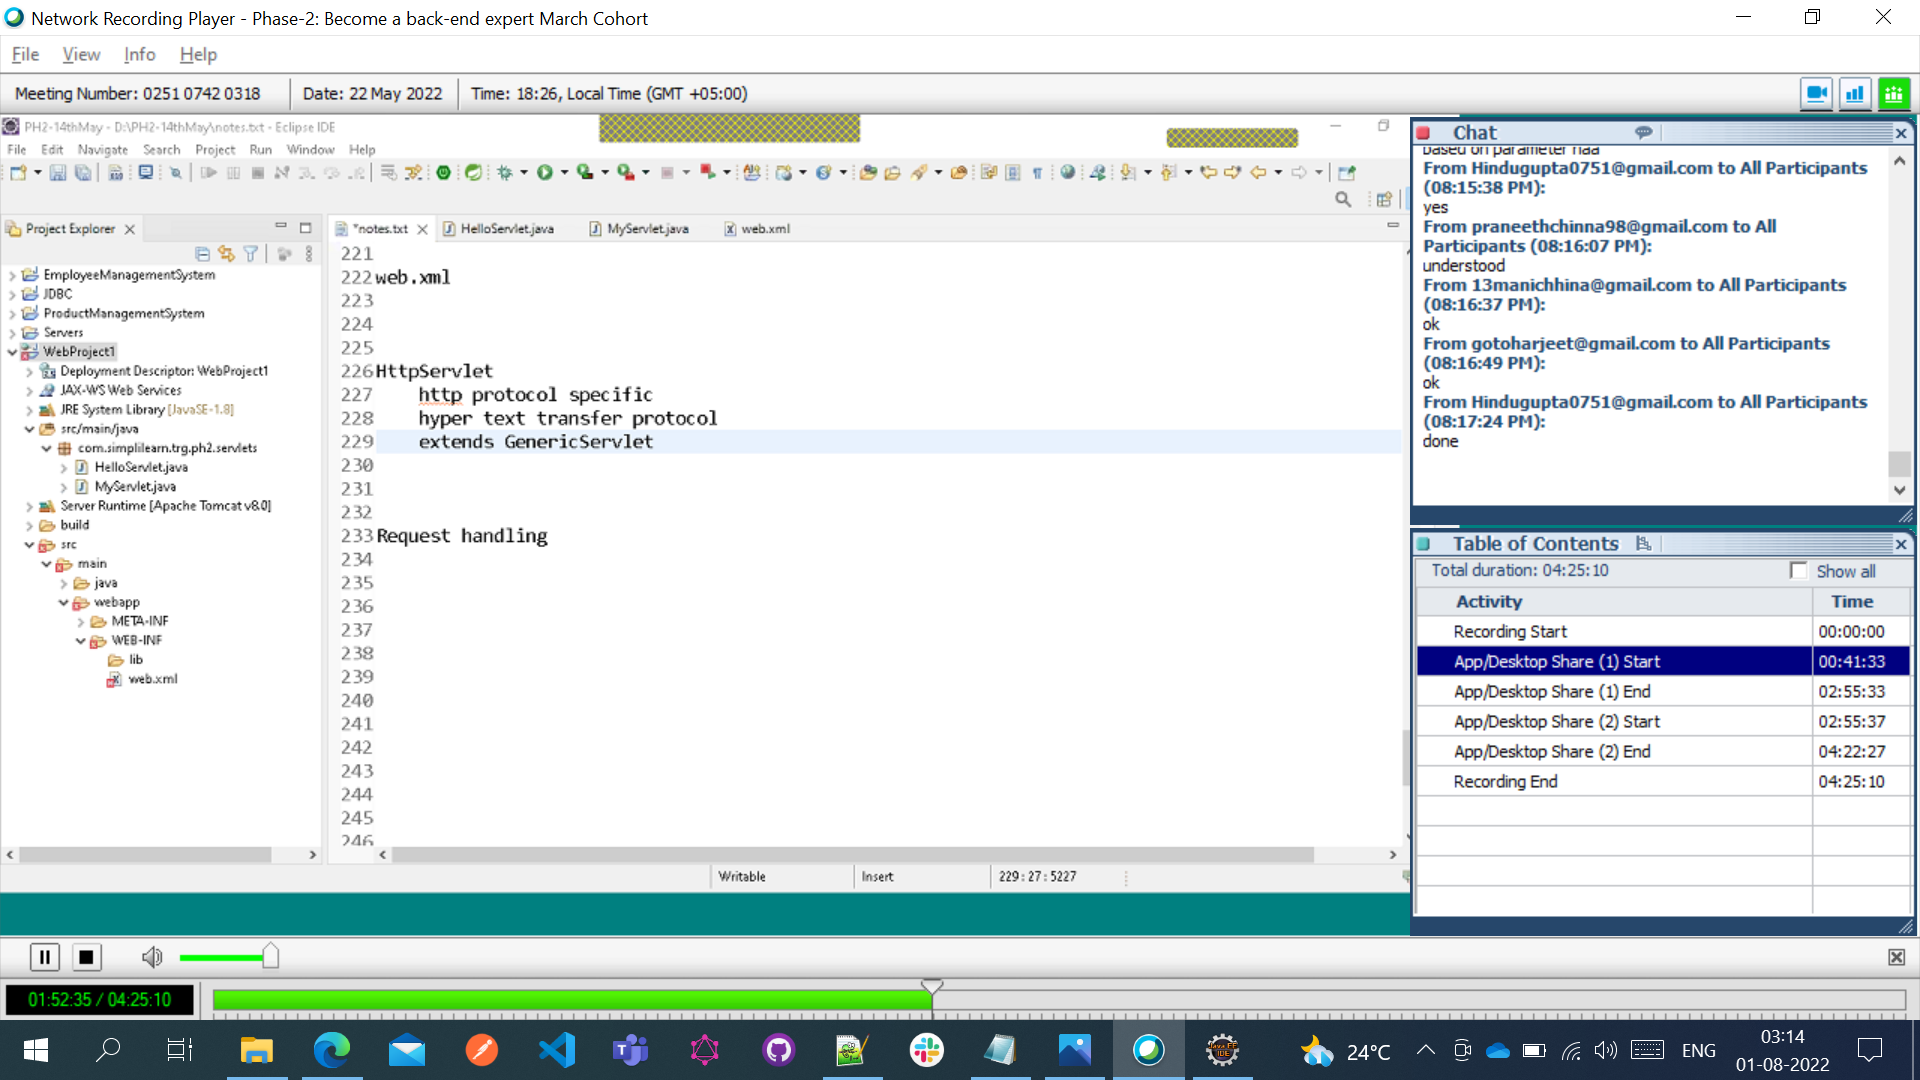 Network Recording Player - Phase-2: Become a back-end expert March Cohort
File View Info Help
Meeting Number: 0251 0742 0318 Date: 22 May 2022 Time: 18:26, Local Time (GMT +05:00)
PH2-14thMay - D:\PH2-14thMay\notes.txt - Eclipse IDE
File Edit Navigate Search Project Run Window Help
Project Explorer
EmployeeManagementSystem
JDBC
ProductManagementSystem
Servers
WebProject1
Deployment Descriptor: WebProject1
JAX-WS Web Services
JRE System Library [JavaSE-1.8]
src/main/java
com.simplilearn.trg.ph2.servlets
HelloServlet.java
MyServlet.java
Server Runtime [Apache Tomcat v8.0]
build
src
main
java
webapp
META-INF
WEB-INF
lib
web.xml
*notes.txt HelloServlet.java MyServlet.java web.xml
221
222 web.xml
223
224
225
226 HttpServlet
227 http protocol specific
228 hyper text transfer protocol
229 extends GenericServlet
230
231
232
233 Request handling
234
235
236
237
238
239
240
241
242
243
244
245
246
Writable Insert 229 : 27 : 5227
Chat
based on parameter naa
From Hindugupta0751@gmail.com to All Participants
(08:15:38 PM):
yes
From praneethchinna98@gmail.com to All
Participants (08:16:07 PM):
understood
From 13manichhina@gmail.com to All Participants
(08:16:37 PM):
ok
From gotoharjeet@gmail.com to All Participants
(08:16:49 PM):
ok
From Hindugupta0751@gmail.com to All Participants
(08:17:24 PM):
done
Table of Contents
Total duration: 04:25:10 Show all
Activity Time
Recording Start 00:00:00
App/Desktop Share (1) Start 00:41:33
App/Desktop Share (1) End 02:55:33
App/Desktop Share (2) Start 02:55:37
App/Desktop Share (2) End 04:22:27
Recording End 04:25:10
01:52:35 / 04:25:10
24°C ENG
03:14
01-08-2022